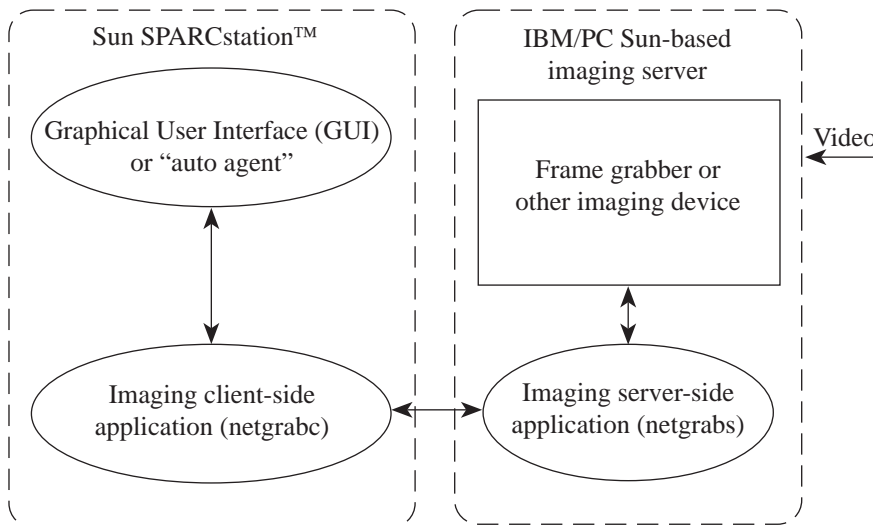 Sun SPARCstation™
Graphical User Interface (GUI)
or “auto agent”
Imaging client-side
application (netgrabc)
IBM/PC Sun-based
imaging server
Frame grabber or
other imaging device
Imaging server-side
application (netgrabs)
Video